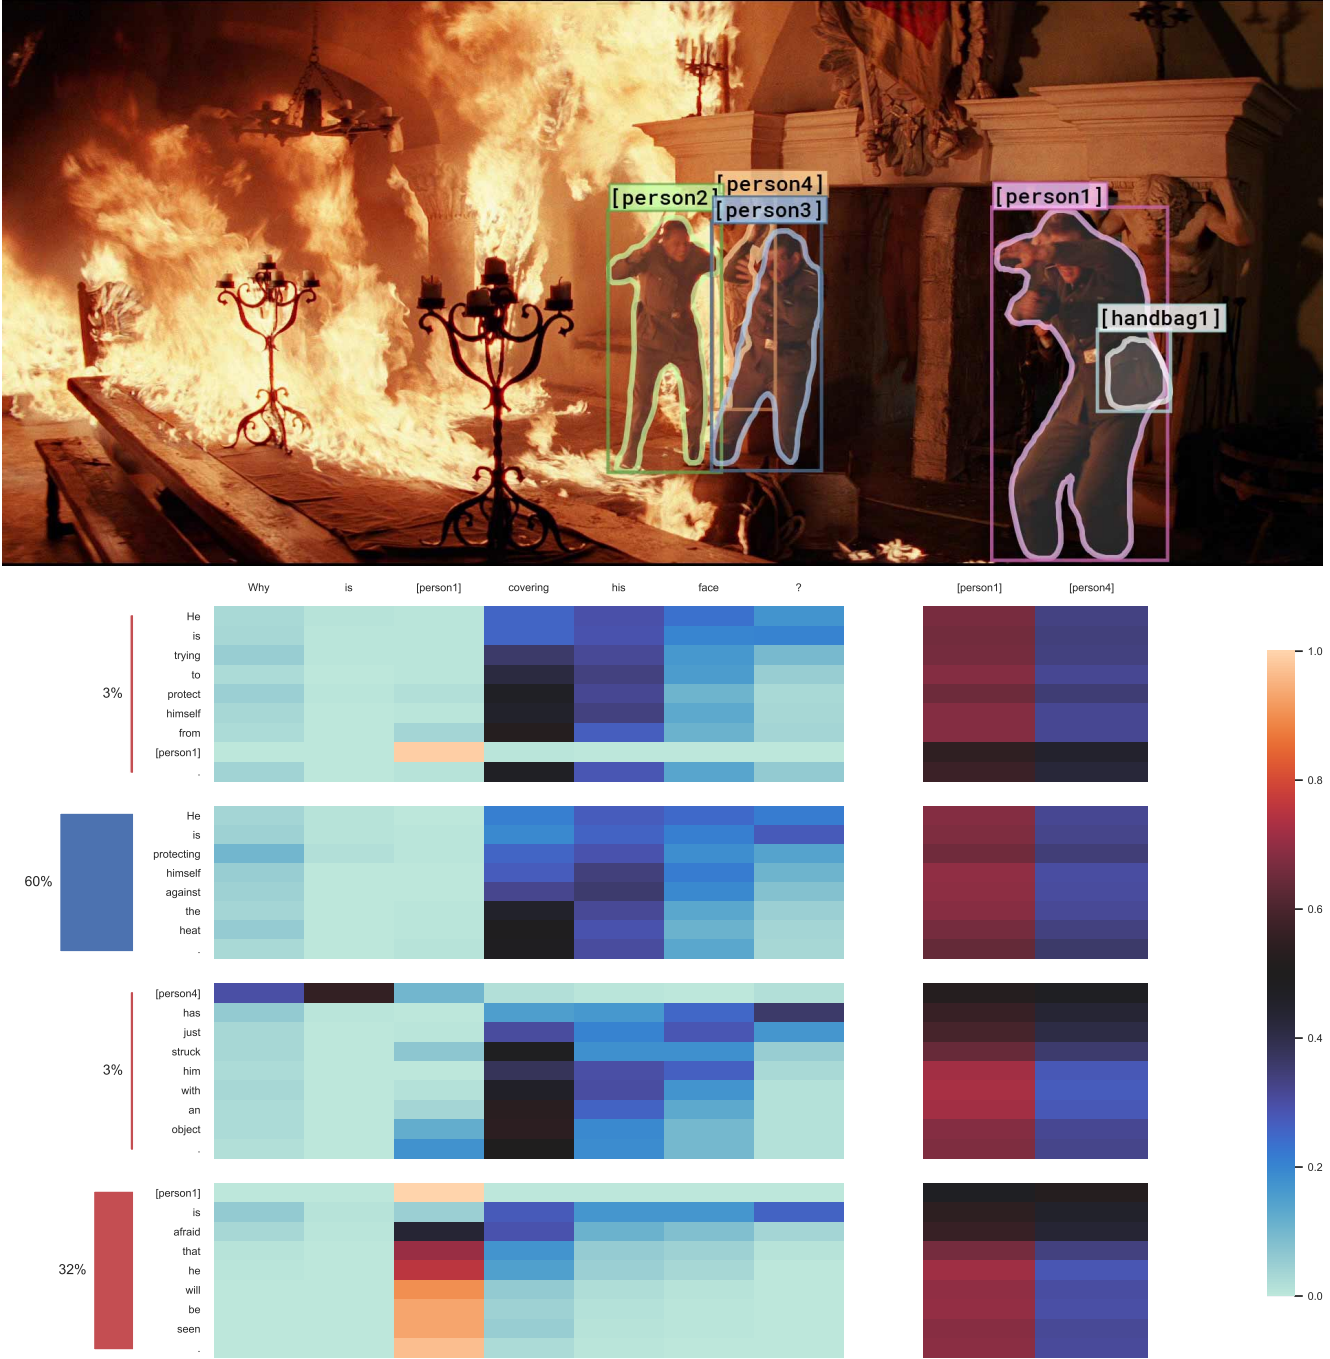 [person2]
[person4]
[person3]
[person1]
[handbag1]
Why is [person1] covering his face ? [person1] [person4]
He
is
trying
to
protect
himself
from
[person1]
.
3%
He
is
protecting
himself
against
the
heat
.
60%
[person4]
has
just
struck
him
with
an
object
.
3%
[person1]
is
afraid
that
he
will
be
seen
.
32%
1.0
0.8
0.6
0.4
0.2
0.0